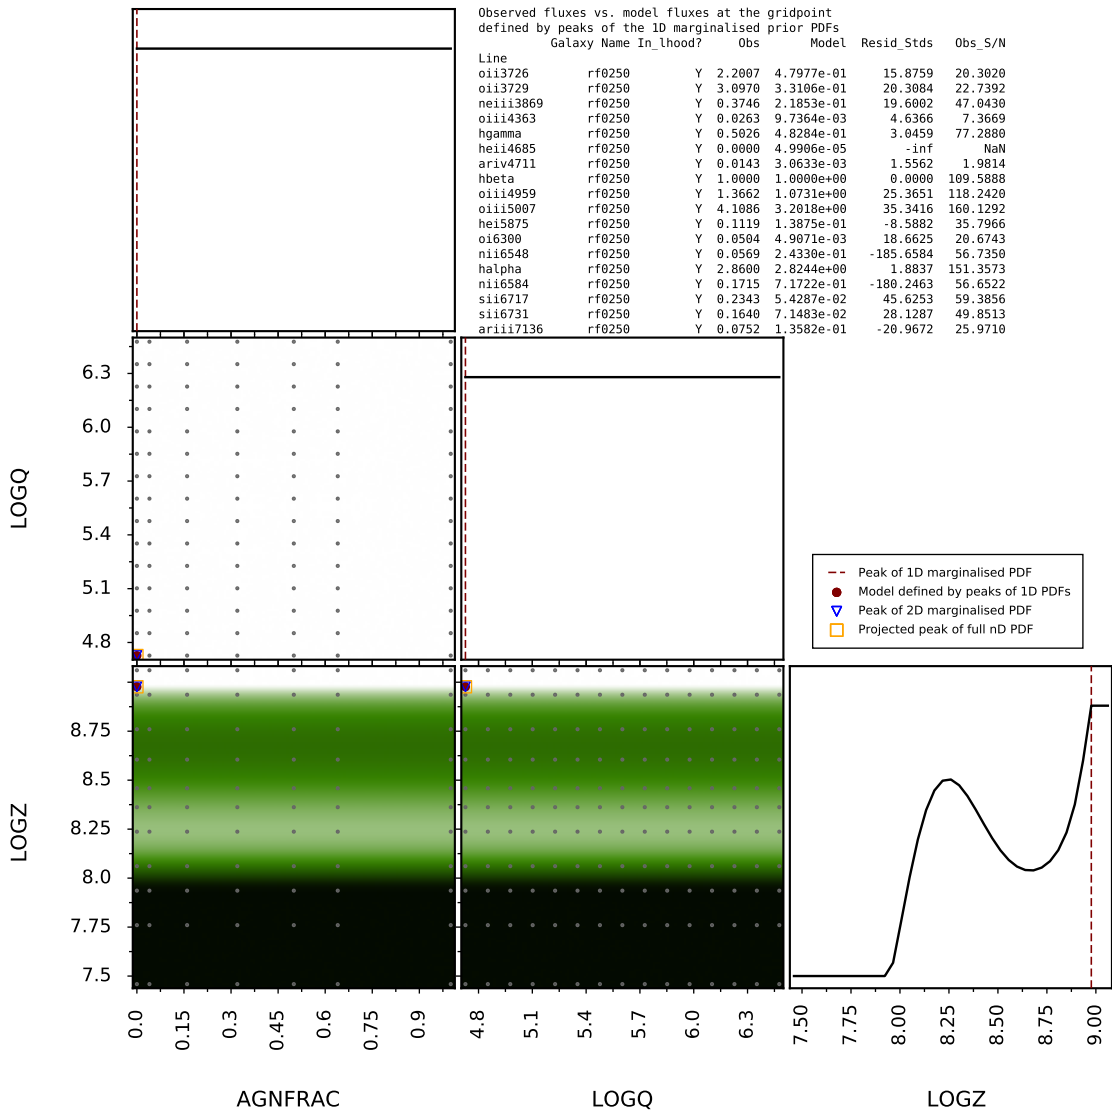 Observed fluxes vs. model fluxes at the gridpoint
defined by peaks of the 1D marginalised prior PDFs
Galaxy Name In_lhood? Obs Model Resid_Stds Obs_S/N
Line
oii3726 rf0250 Y 2.2007 4.7977e-01 15.8759 20.3020
oii3729 rf0250 Y 3.0970 3.3106e-01 20.3084 22.7392
neiii3869 rf0250 Y 0.3746 2.1853e-01 19.6002 47.0430
oiii4363 rf0250 Y 0.0263 9.7364e-03 4.6366 7.3669
hgamma rf0250 Y 0.5026 4.8284e-01 3.0459 77.2880
heii4685 rf0250 Y 0.0000 4.9906e-05 -inf NaN
ariv4711 rf0250 Y 0.0143 3.0633e-03 1.5562 1.9814
hbeta rf0250 Y 1.0000 1.0000e+00 0.0000 109.5888
oiii4959 rf0250 Y 1.3662 1.0731e+00 25.3651 118.2420
oiii5007 rf0250 Y 4.1086 3.2018e+00 35.3416 160.1292
hei5875 rf0250 Y 0.1119 1.3875e-01 -8.5882 35.7966
oi6300 rf0250 Y 0.0504 4.9071e-03 18.6625 20.6743
nii6548 rf0250 Y 0.0569 2.4330e-01 -185.6584 56.7350
halpha rf0250 Y 2.8600 2.8244e+00 1.8837 151.3573
nii6584 rf0250 Y 0.1715 7.1722e-01 -180.2463 56.6522
sii6717 rf0250 Y 0.2343 5.4287e-02 45.6253 59.3856
sii6731 rf0250 Y 0.1640 7.1483e-02 28.1287 49.8513
ariii7136 rf0250 Y 0.0752 1.3582e-01 -20.9672 25.9710
6.3
6.0
5.7
5.4
5.1
4.8
LOGQ
Peak of 1D marginalised PDF
Model defined by peaks of 1D PDFs
Peak of 2D marginalised PDF
Projected peak of full nD PDF
8.75
8.5
8.25
8.0
7.75
7.5
LOGZ
0.0 0.15 0.3 0.45 0.6 0.75 0.9
4.8 5.1 5.4 5.7 6.0 6.3
7.50 7.75 8.00 8.25 8.50 8.75 9.00
AGNFRAC LOGQ LOGZ